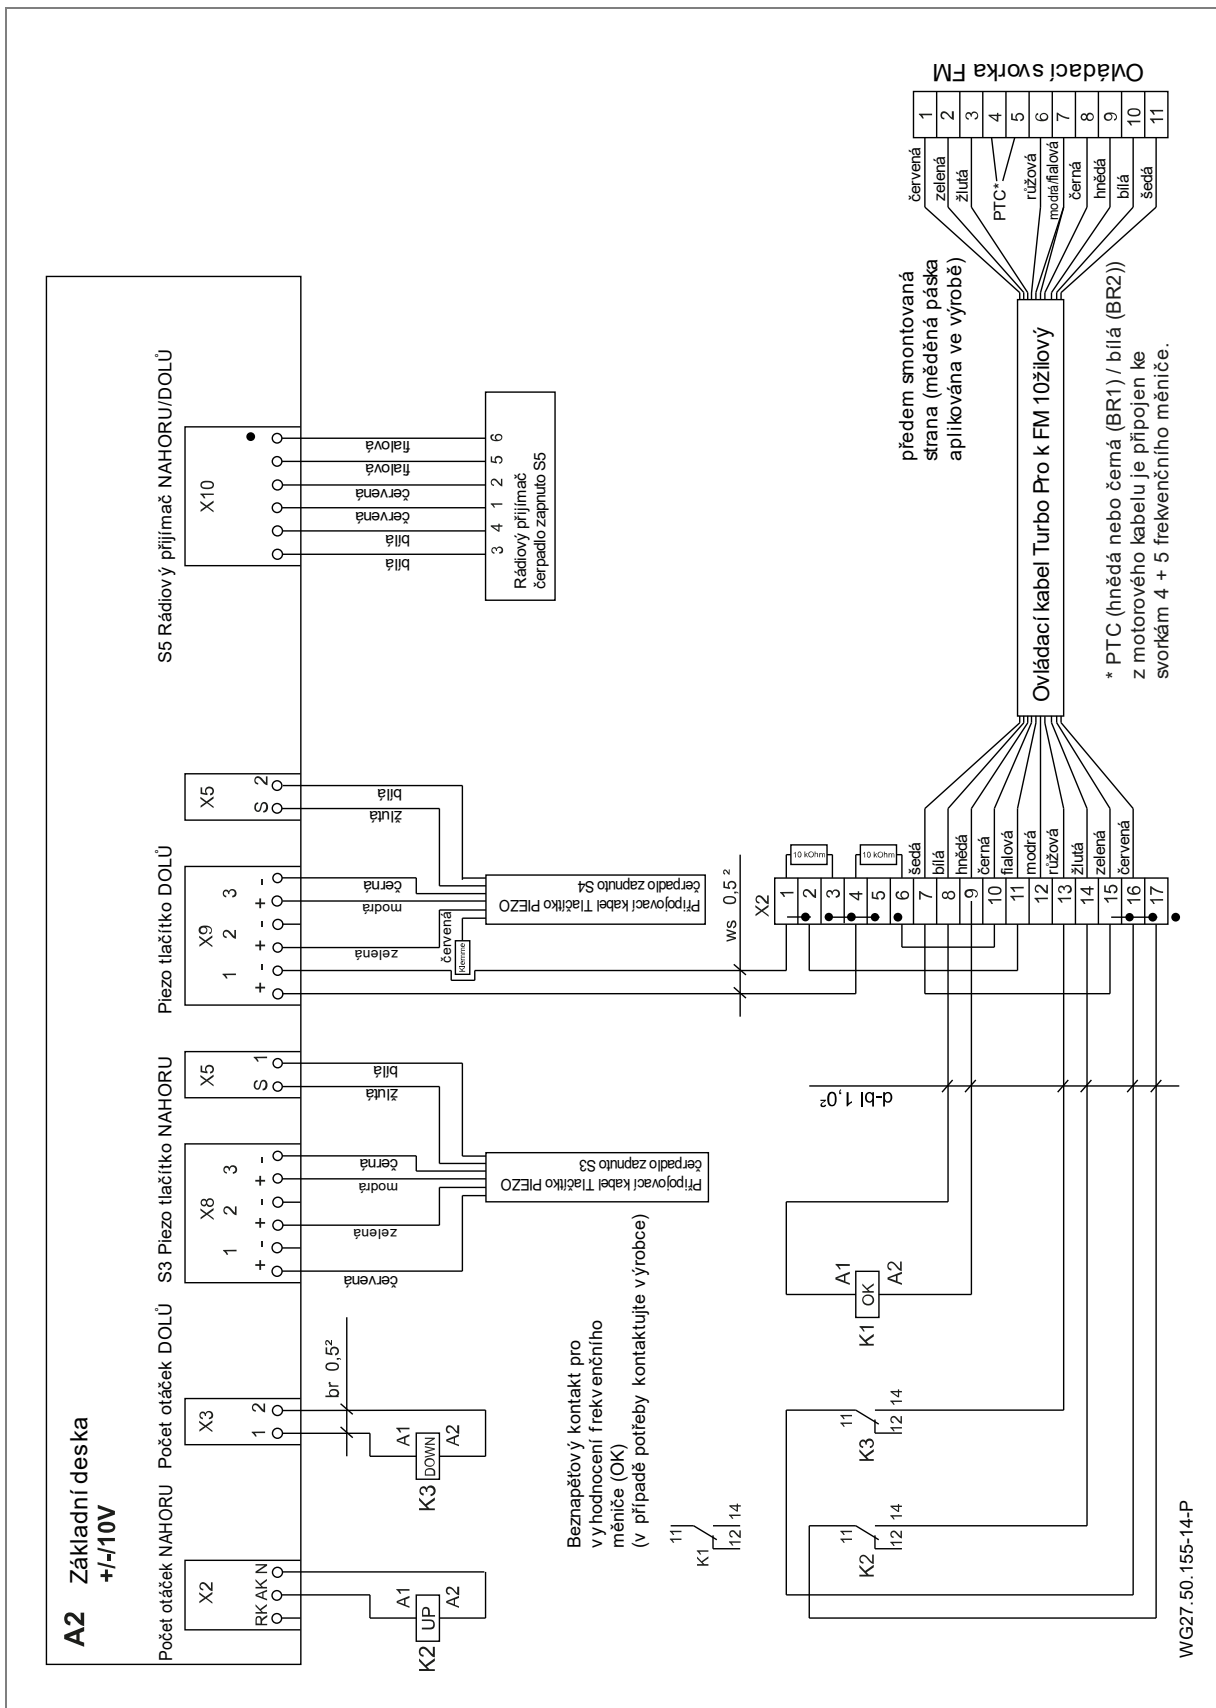 A2 Základní deska
+/-/10V
Počet otáček NAHORU
X2
RK AK N
A1
K2 UP
A2
Počet otáček DOLŮ
X3
1 2
br 0,5²
A1
K3 DOWN
A2
S3 Piezo tlačítko NAHORU
X8
1 2 3
+ - + - + -
červená
zelená
modrá
černá
X5
S 1
žlutá
bílá
Připojovací kabel Tlačítko PIEZO
čerpadlo zapnuto S3
Piezo tlačítko DOLŮ
X9
1 2 3
+ - + - + -
červená
Klemme
zelená
modrá
černá
X5
S 2
žlutá
bílá
Připojovací kabel Tlačítko PIEZO
čerpadlo zapnuto S4
S5 Rádiový přijímač NAHORU/DOLŮ
X10
bílá
bílá
červená
červená
fialová
fialová
3 4 1 2 5 6
Rádiový přijímač
čerpadlo zapnuto S5
Beznapěťový kontakt pro
vyhodnocení frekvenčního
měniče (OK)
(v případě potřeby kontaktujte výrobce)
11
K1
12 14
ws 0,5²
X2
10 kOhm
10 kOhm
1
2
3
4
5
6
7
8
9
10
11
12
13
14
15
16
17
šedá
bílá
hnědá
černá
fialová
modrá
růžová
žlutá
zelená
červená
d-bl 1,0²
A1
K1 OK
A2
11
K3
12 14
11
K2
12 14
Ovládací kabel Turbo Pro k FM 10žilový
předem smontovaná
strana (měděná páska
aplikována ve výrobě)
Ovládací svorka FM
1
2
3
4
5
6
7
8
9
10
11
červená
zelená
žlutá
PTC*
růžová
modrá/fialová
černá
hnědá
bílá
šedá
* PTC (hnědá nebo černá (BR1) / bílá (BR2))
z motorového kabelu je připojen ke
svorkám 4 + 5 frekvenčního měniče.
WG27.50.155-14-P